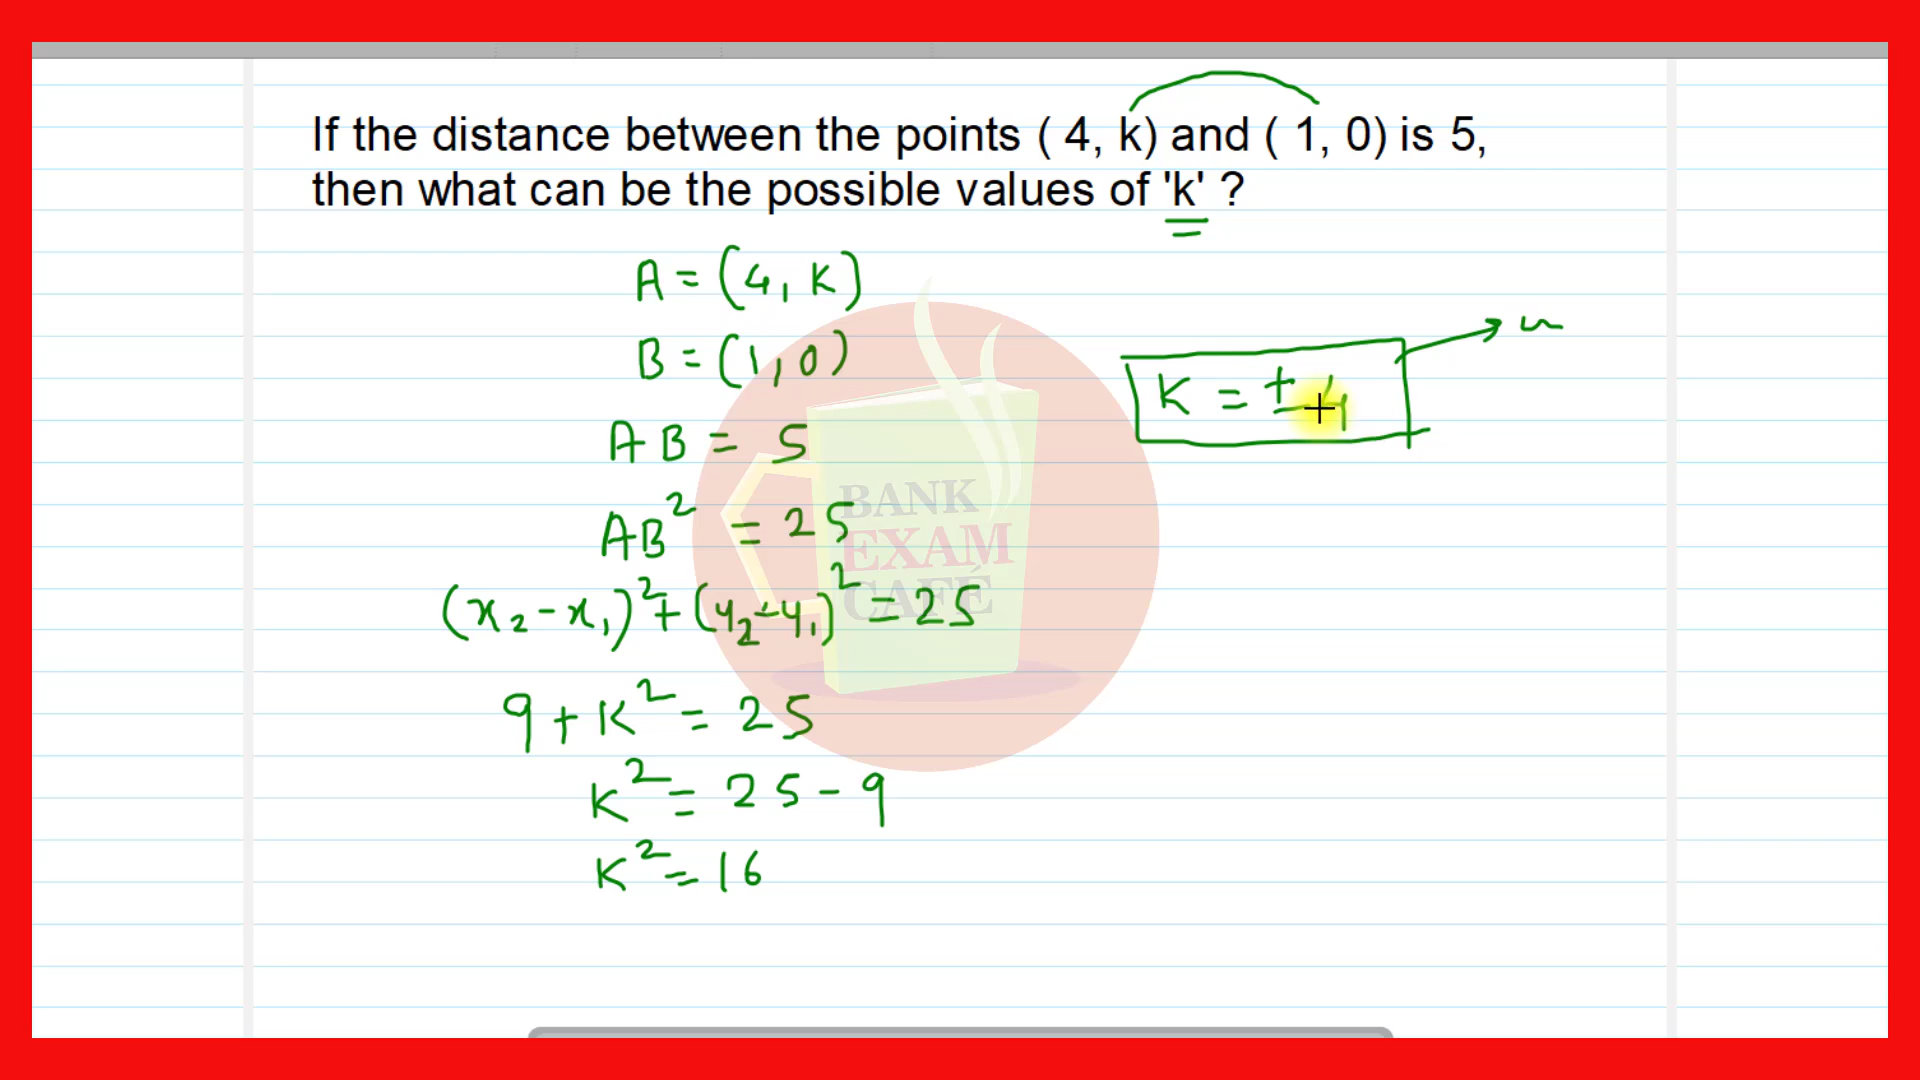 If the distance between the points ( 4, k) and ( 1, 0) is 5,
then what can be the possible values of 'k' ?
A = (4, K)
B = (1, 0)
AB = 5
AB² = 25
(x₂ - x₁)² + (y₂ - y₁)² = 25
9 + K² = 25
K² = 25 - 9
K² = 16
K = ±4
BANK
EXAM
CAFÉ